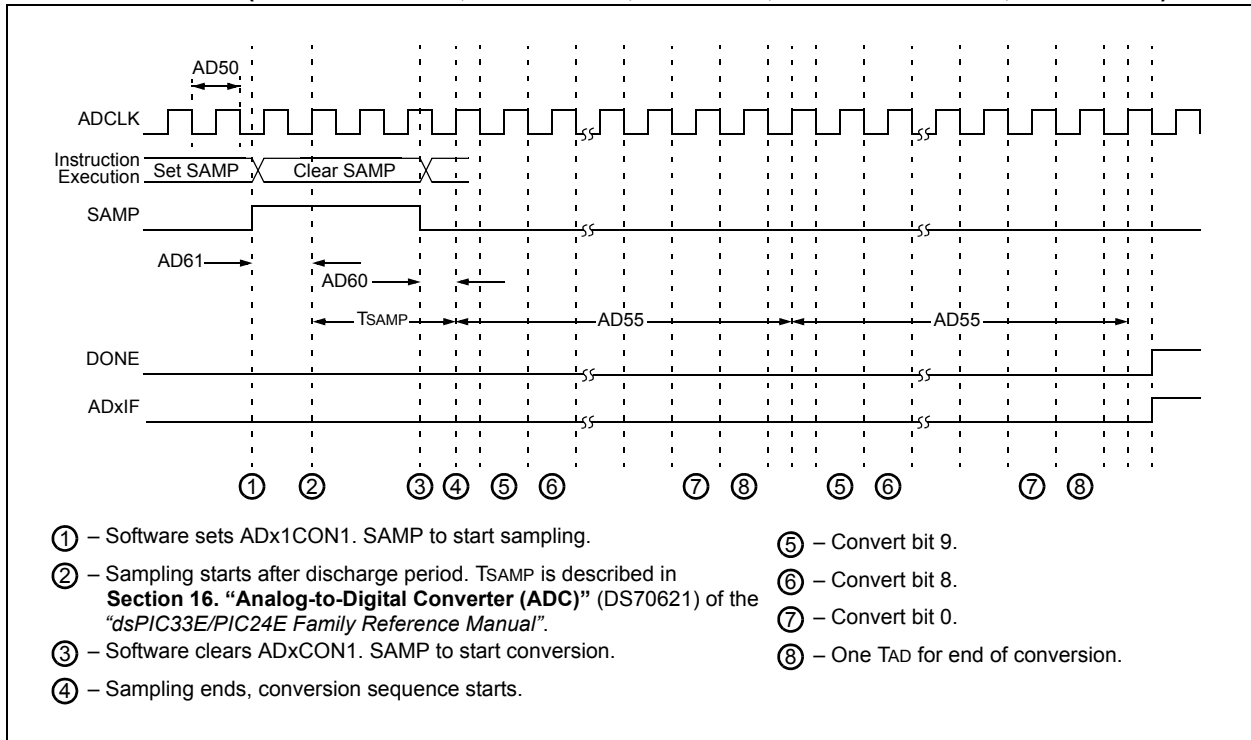 AD50
ADCLK
Instruction
Execution
Set SAMP
Clear SAMP
SAMP
AD61
AD60
TSAMP
AD55
AD55
DONE
ADxIF
1 2 3 4 5 6 7 8 5 6 7 8
1 – Software sets ADx1CON1. SAMP to start sampling.
2 – Sampling starts after discharge period. TSAMP is described in
Section 16. “Analog-to-Digital Converter (ADC)” (DS70621) of the
“dsPIC33E/PIC24E Family Reference Manual”.
3 – Software clears ADxCON1. SAMP to start conversion.
4 – Sampling ends, conversion sequence starts.
5 – Convert bit 9.
6 – Convert bit 8.
7 – Convert bit 0.
8 – One TAD for end of conversion.